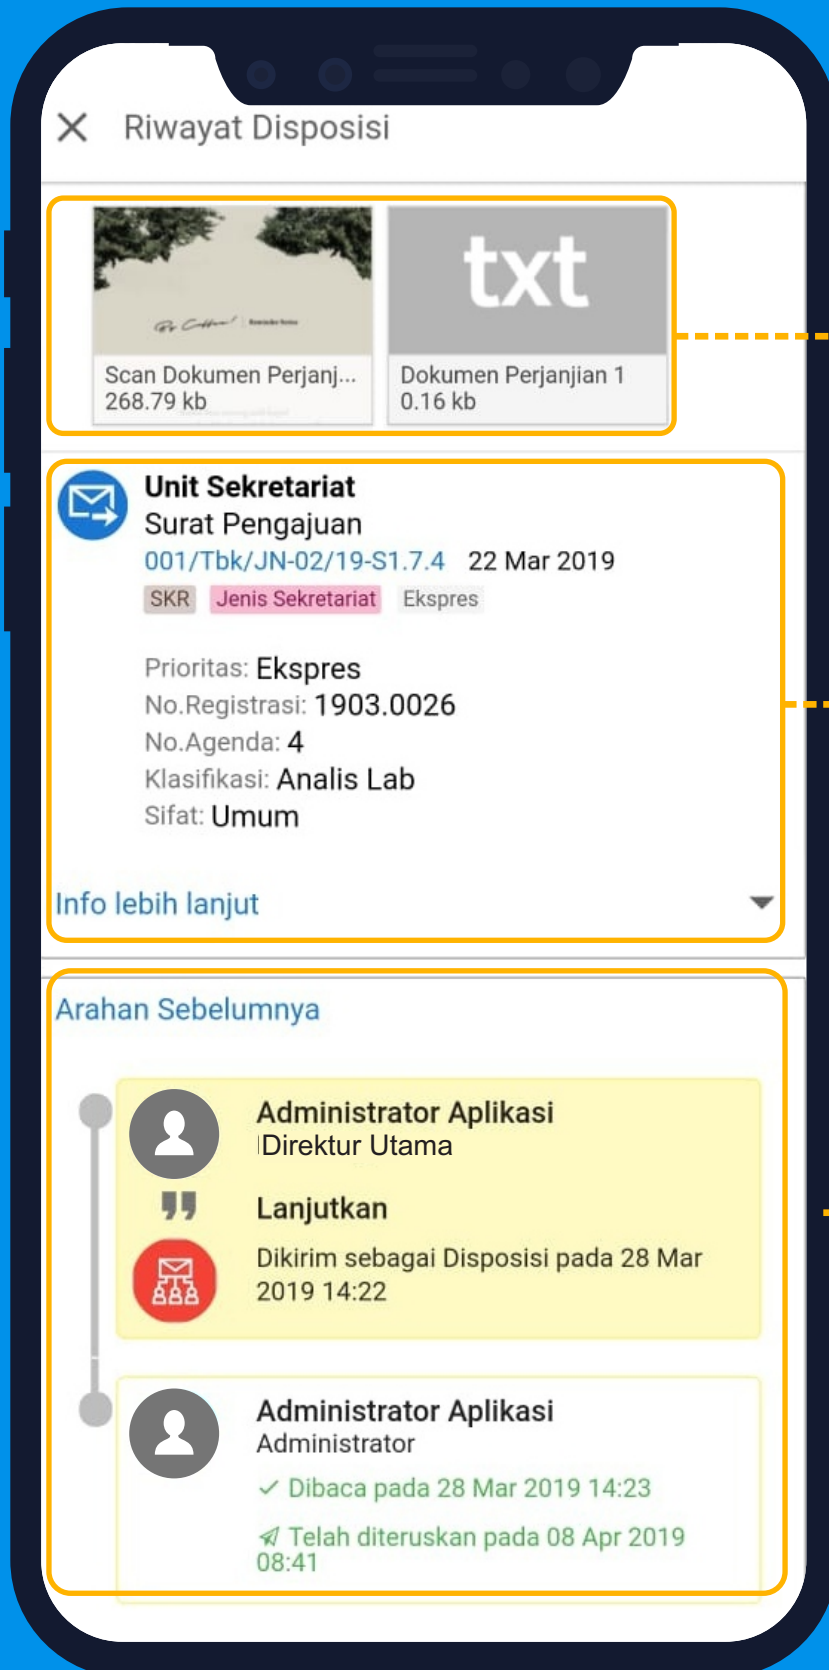 Riwayat Disposisi
txt
Scan Dokumen Perjanj...
268.79 kb
Dokumen Perjanjian 1
0.16 kb
Unit Sekretariat
Surat Pengajuan
001/Tbk/JN-02/19-S1.7.4 22 Mar 2019
SKR Jenis Sekretariat Ekspres
Prioritas: Ekspres
No.Registrasi: 1903.0026
No.Agenda: 4
Klasifikasi: Analis Lab
Sifat: Umum
Info lebih lanjut
Arahan Sebelumnya
Administrator Aplikasi
Direktur Utama
Lanjutkan
Dikirim sebagai Disposisi pada 28 Mar
2019 14:22
Administrator Aplikasi
Administrator
Dibaca pada 28 Mar 2019 14:23
Telah diteruskan pada 08 Apr 2019
08:41